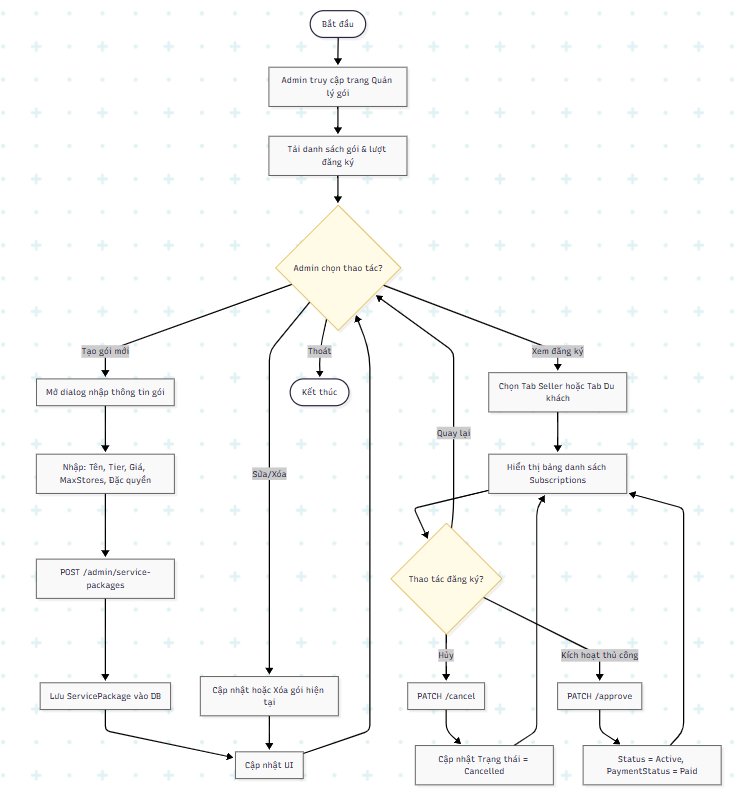 Bắt đầu
Admin truy cập trang Quản
lý gói
Tải danh sách gói & lượt
đăng ký
Admin chọn thao tác?
Tạo gói mới
Thoát
Xem đăng ký
Mở dialog nhập thông tin gói
Kết thúc
Chọn Tab Seller hoặc Tab Du
khách
Quay lại
Nhập: Tên, Tier, Giá,
MaxStores, Đặc quyền
Sửa/Xóa
Hiển thị bảng danh sách
Subscriptions
POST /admin/service-
packages
Thao tác đăng ký?
Hủy
Kích hoạt thủ công
Lưu ServicePackage vào DB
Cập nhật hoặc Xóa gói hiện
tại
PATCH /cancel
PATCH /approve
Cập nhật UI
Cập nhật Trạng thái =
Cancelled
Status = Active,
PaymentStatus = Paid